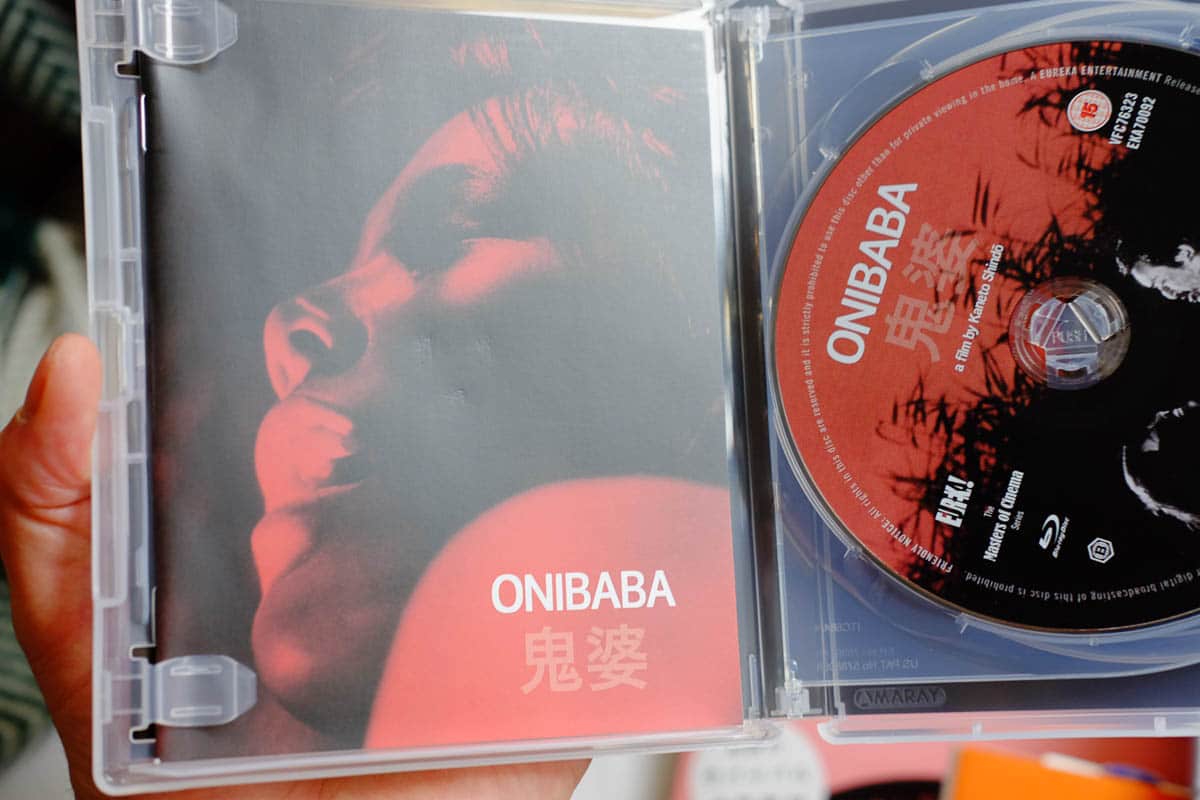 ONIBABA
鬼婆
FRIENDLY NOTICE. All rights in this disc are reserved and it is strictly prohibited to use this disc other than for private viewing in the home. A EUREKA ENTERTAINMENT Release
15
VFC76323
EKA70092
ONIBABA
鬼婆
a film by Kaneto Shindō
PUSH
EUREKA!
The
Masters of Cinema
Series
Blu-ray Disc
B
digital broadcasting of this disc is prohibited.
AMARAY